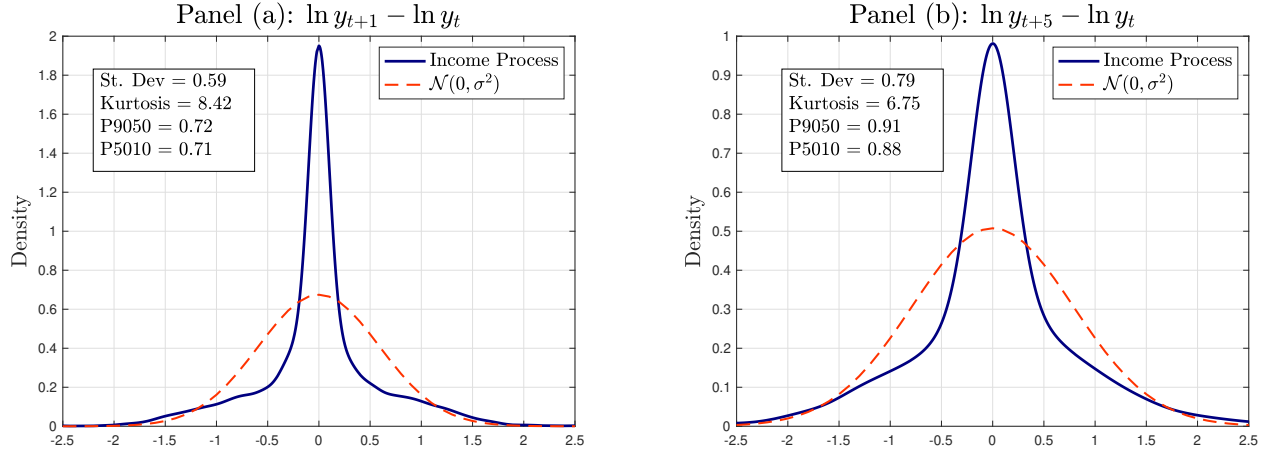 Panel (a): ln y_{t+1} − ln y_t
2
1.8
1.6
1.4
1.2
1
0.8
0.6
0.4
0.2
0
Density
St. Dev = 0.59
Kurtosis = 8.42
P9050 = 0.72
P5010 = 0.71
Income Process
𝒩(0, σ²)
-2.5 -2 -1.5 -1 -0.5 0 0.5 1 1.5 2 2.5
Panel (b): ln y_{t+5} − ln y_t
1
0.9
0.8
0.7
0.6
0.5
0.4
0.3
0.2
0.1
0
Density
St. Dev = 0.79
Kurtosis = 6.75
P9050 = 0.91
P5010 = 0.88
Income Process
𝒩(0, σ²)
-2.5 -2 -1.5 -1 -0.5 0 0.5 1 1.5 2 2.5